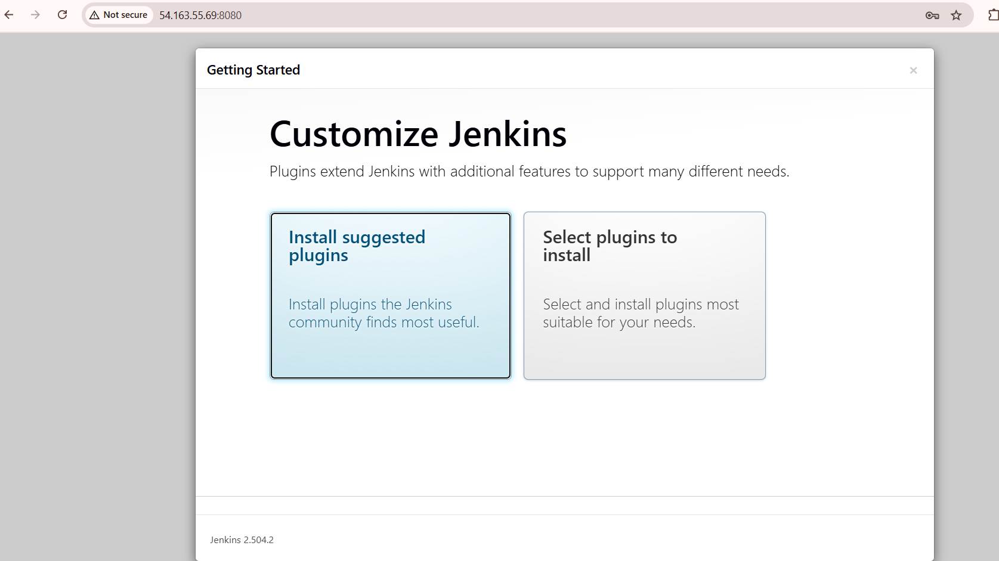 Not secure 54.163.55.69:8080
Getting Started ×
Customize Jenkins
Plugins extend Jenkins with additional features to support many different needs.
Install suggested
plugins
Install plugins the Jenkins
community finds most useful.
Select plugins to
install
Select and install plugins most
suitable for your needs.
Jenkins 2.504.2